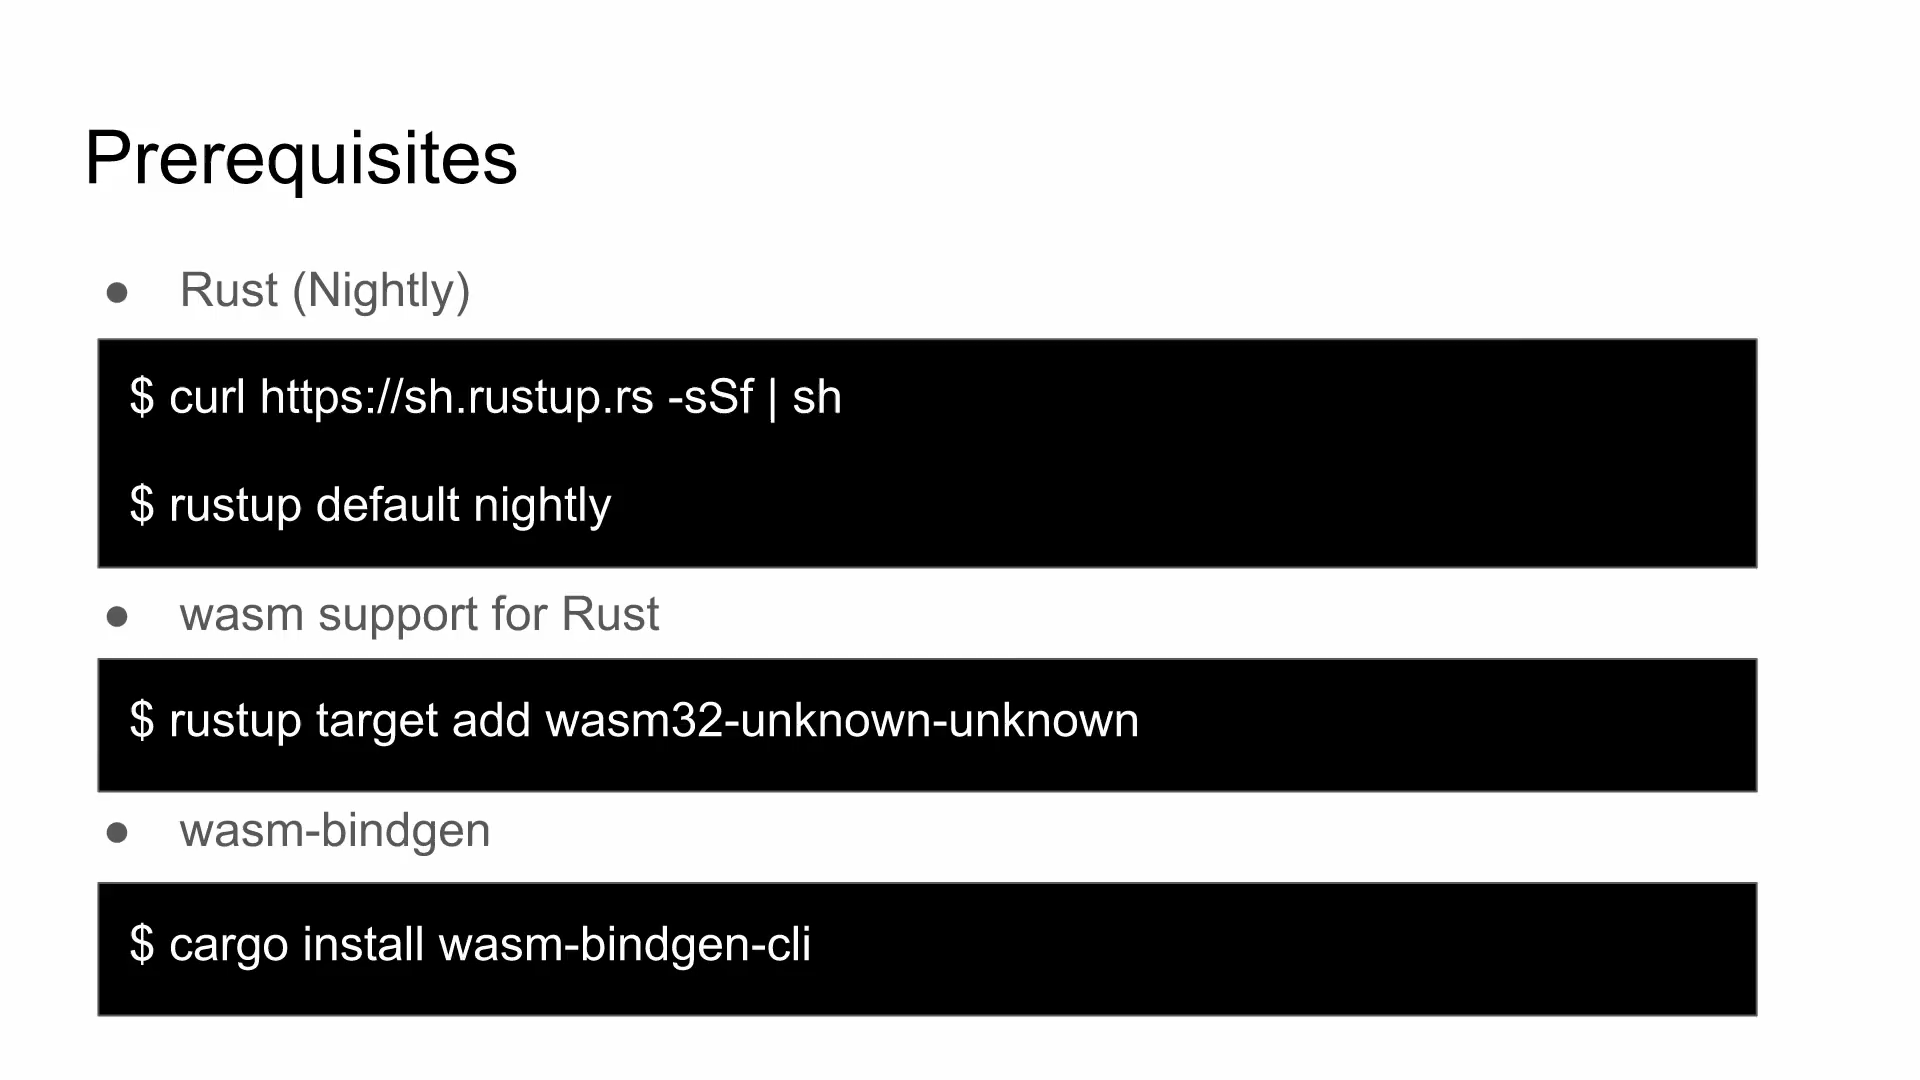 Prerequisites
● Rust (Nightly)
$ curl https://sh.rustup.rs -sSf | sh
$ rustup default nightly
● wasm support for Rust
$ rustup target add wasm32-unknown-unknown
● wasm-bindgen
$ cargo install wasm-bindgen-cli